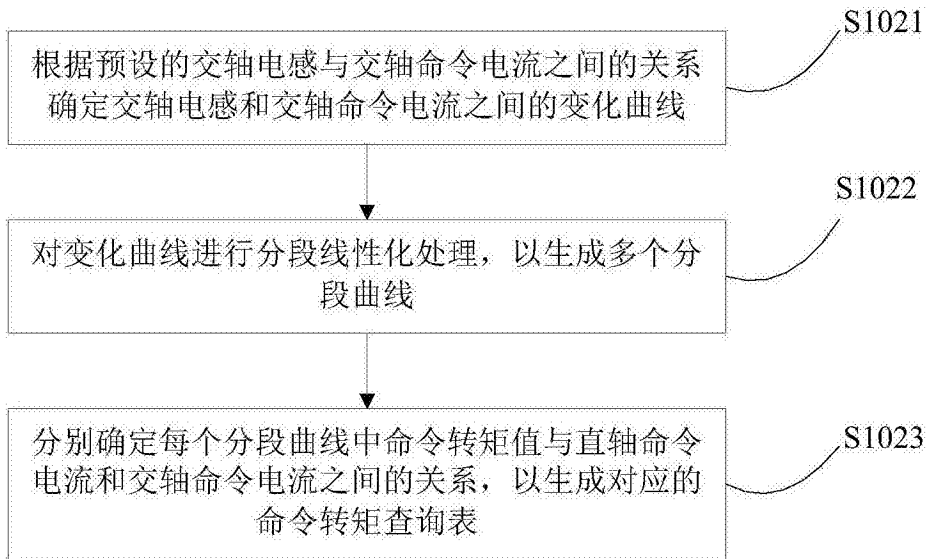 S1021
根据预设的交轴电感与交轴命令电流之间的关系
确定交轴电感和交轴命令电流之间的变化曲线
S1022
对变化曲线进行分段线性化处理，以生成多个分
段曲线
S1023
分别确定每个分段曲线中命令转矩值与直轴命令
电流和交轴命令电流之间的关系，以生成对应的
命令转矩查询表